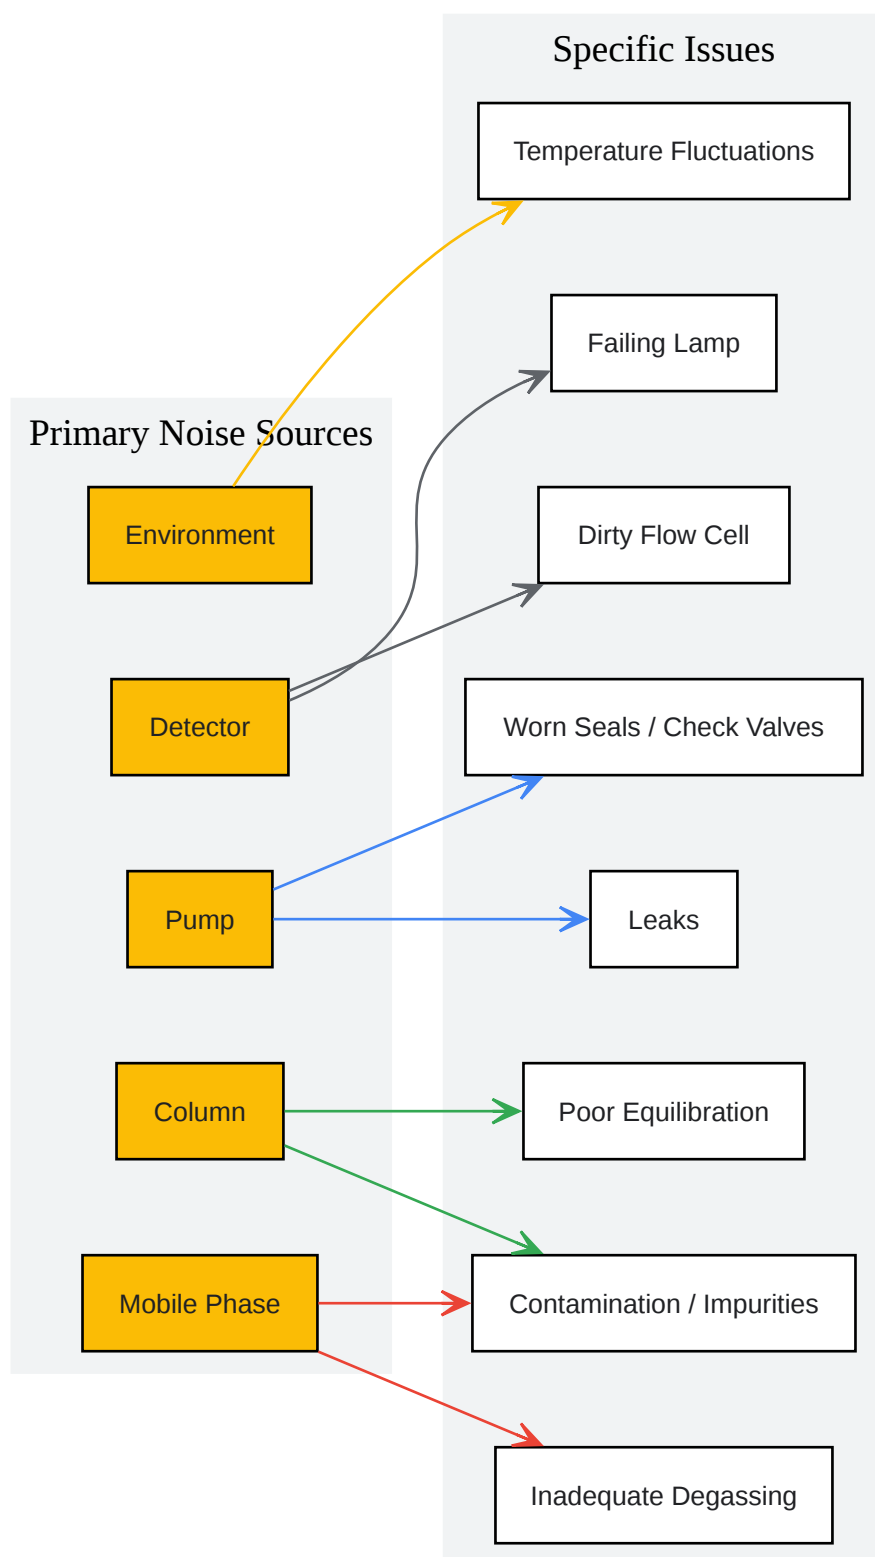 Specific Issues
Temperature Fluctuations
Failing Lamp
Dirty Flow Cell
Worn Seals / Check Valves
Leaks
Poor Equilibration
Contamination / Impurities
Inadequate Degassing
Primary Noise Sources
Environment
Detector
Pump
Column
Mobile Phase